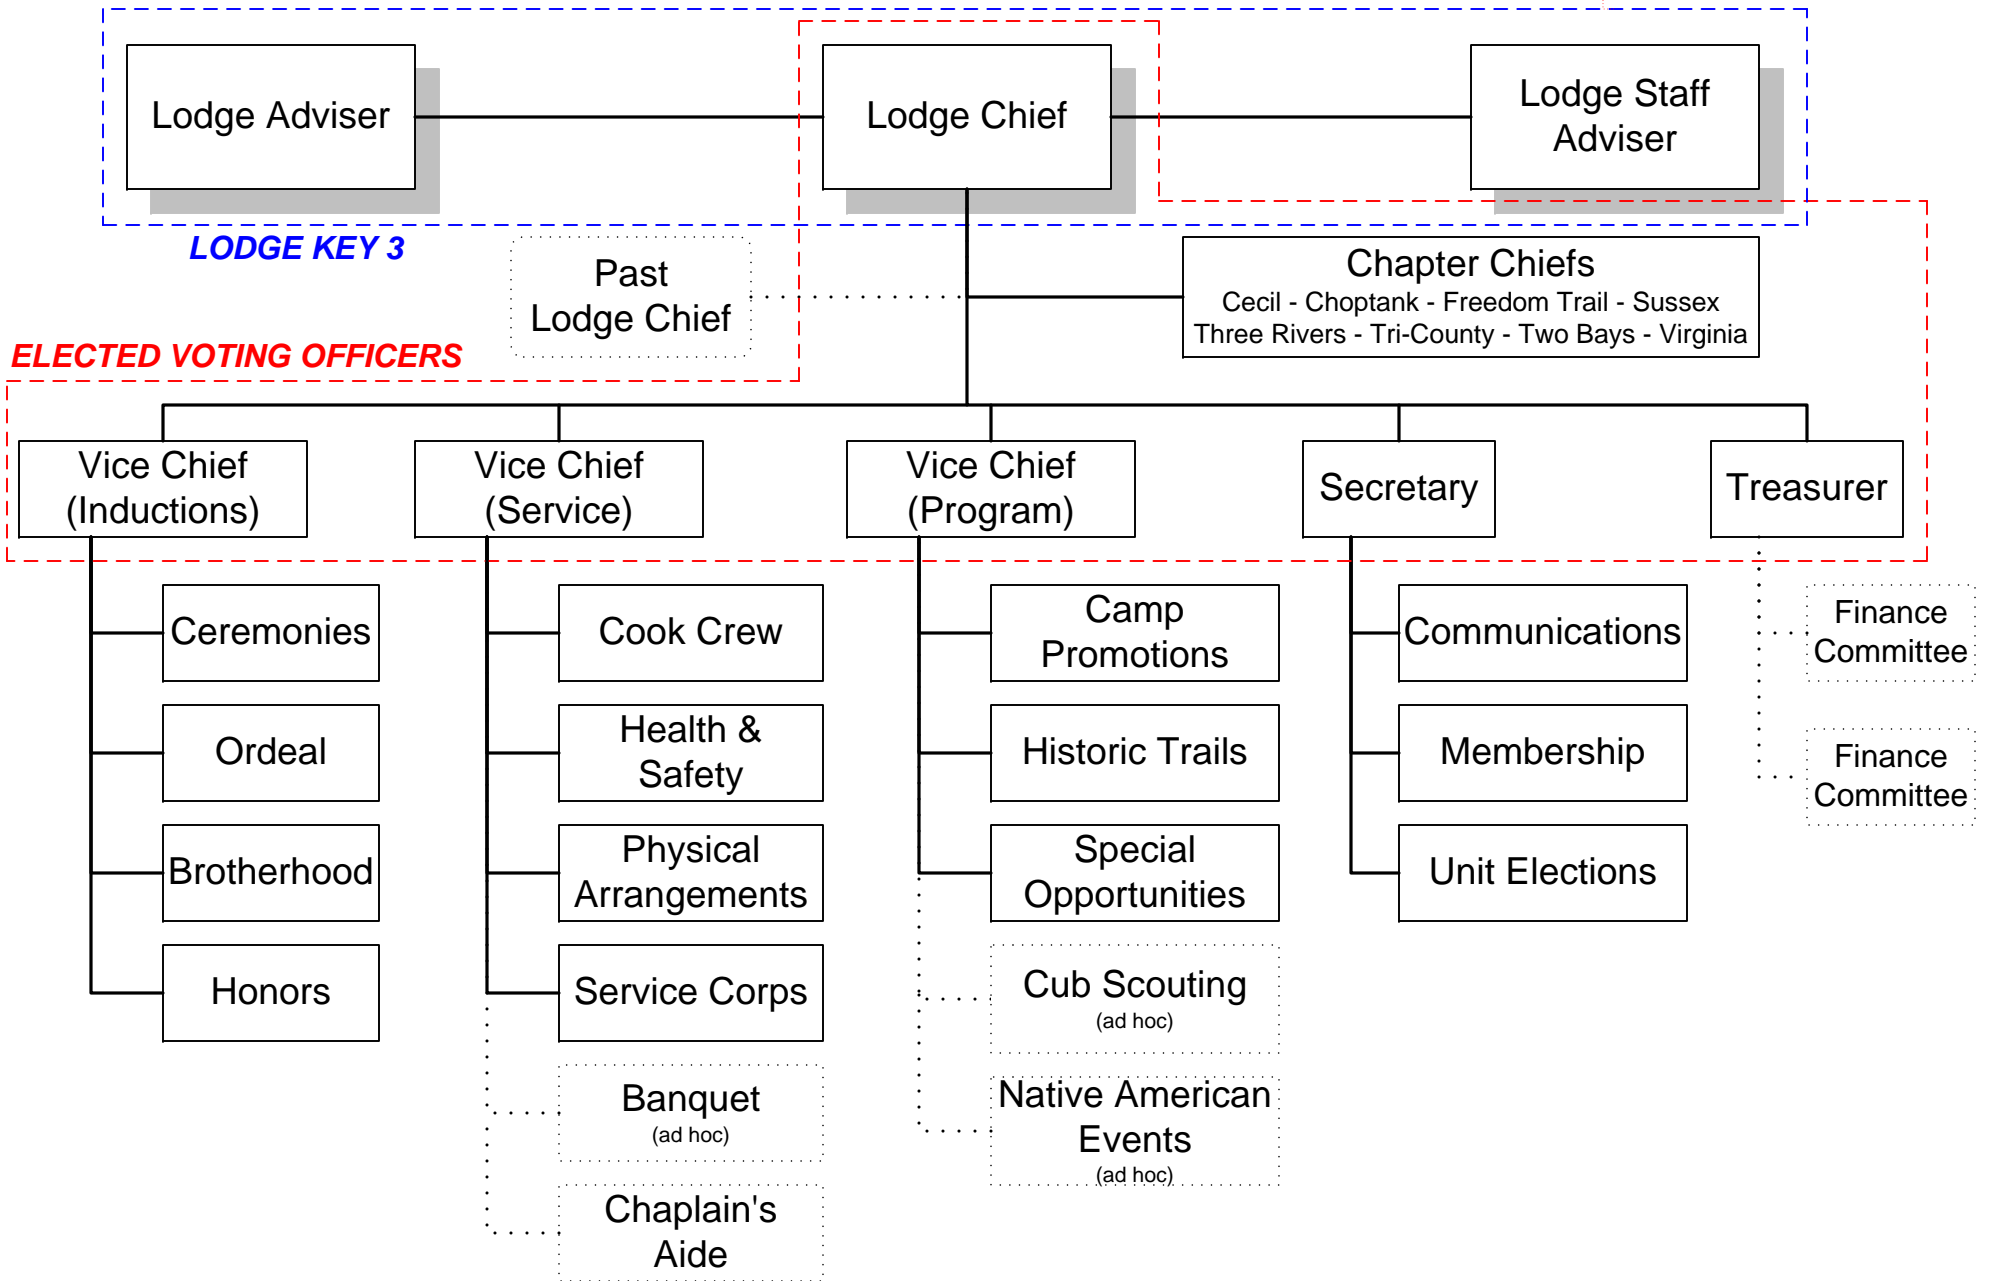 Lodge Adviser
Lodge Chief
Lodge Staff
Adviser
LODGE KEY 3
Past
Lodge Chief
Chapter Chiefs
Cecil - Choptank - Freedom Trail - Sussex
Three Rivers - Tri-County - Two Bays - Virginia
ELECTED VOTING OFFICERS
Vice Chief
(Inductions)
Vice Chief
(Service)
Vice Chief
(Program)
Secretary
Treasurer
Ceremonies
Ordeal
Brotherhood
Honors
Cook Crew
Health &
Safety
Physical
Arrangements
Service Corps
Banquet
(ad hoc)
Chaplain's
Aide
Camp
Promotions
Historic Trails
Special
Opportunities
Cub Scouting
(ad hoc)
Native American
Events
(ad hoc)
Communications
Membership
Unit Elections
Finance
Committee
Finance
Committee